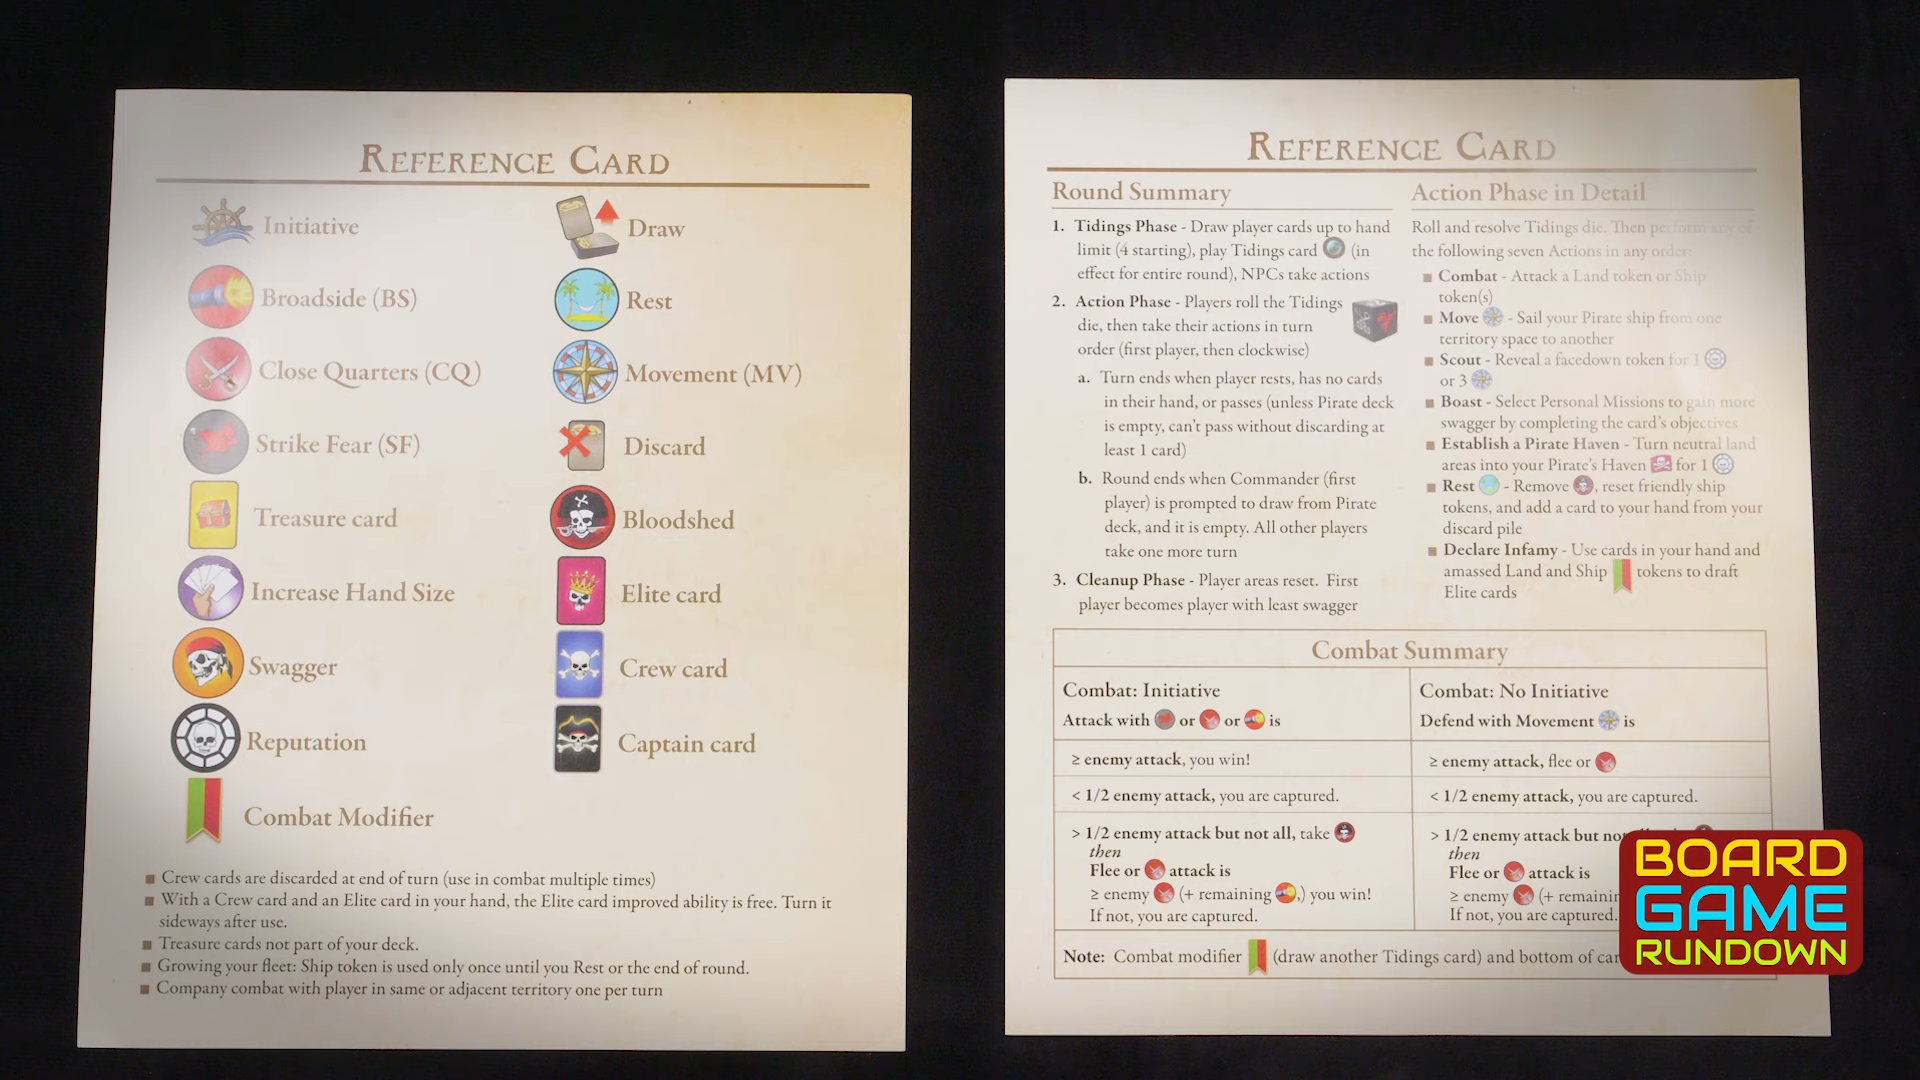 REFERENCE CARD
Initiative
Draw
Broadside (BS)
Rest
Close Quarters (CQ)
Movement (MV)
Strike Fear (SF)
Discard
Treasure card
Bloodshed
Increase Hand Size
Elite card
Swagger
Crew card
Reputation
Captain card
Combat Modifier
■ Crew cards are discarded at end of turn (use in combat multiple times)
■ With a Crew card and an Elite card in your hand, the Elite card improved ability is free. Turn it
sideways after use.
■ Treasure cards not part of your deck.
■ Growing your fleet: Ship token is used only once until you Rest or the end of round.
■ Company combat with player in same or adjacent territory one per turn
REFERENCE CARD
Round Summary
1. Tidings Phase - Draw player cards up to hand
limit (4 starting), play Tidings card (in
effect for entire round), NPCs take actions
2. Action Phase - Players roll the Tidings
die, then take their actions in turn
order (first player, then clockwise)
a. Turn ends when player rests, has no cards
in their hand, or passes (unless Pirate deck
is empty, can't pass without discarding at
least 1 card)
b. Round ends when Commander (first
player) is prompted to draw from Pirate
deck, and it is empty. All other players
take one more turn
3. Cleanup Phase - Player areas reset. First
player becomes player with least swagger
Action Phase in Detail
Roll and resolve Tidings die. Then perform any of
the following seven Actions in any order:
■ Combat - Attack a Land token or Ship
token(s)
■ Move - Sail your Pirate ship from one
territory space to another
■ Scout - Reveal a facedown token for 1
or 3
■ Boast - Select Personal Missions to gain more
swagger by completing the card's objectives
■ Establish a Pirate Haven - Turn neutral land
areas into your Pirate's Haven for 1
■ Rest - Remove , reset friendly ship
tokens, and add a card to your hand from your
discard pile
■ Declare Infamy - Use cards in your hand and
amassed Land and Ship tokens to draft
Elite cards
Combat Summary
Combat: Initiative
Attack with or or is
≥ enemy attack, you win!
< 1/2 enemy attack, you are captured.
> 1/2 enemy attack but not all, take
then
Flee or attack is
≥ enemy (+ remaining ,) you win!
If not, you are captured.
Combat: No Initiative
Defend with Movement is
≥ enemy attack, flee or
< 1/2 enemy attack, you are captured.
> 1/2 enemy attack but
then
Flee or attack is
≥ enemy (+
If not, you are captured.
Note: Combat modifier (draw another Tidings card) and bottom of
BOARD
GAME
RUNDOWN